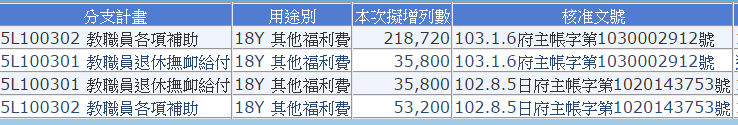 分支計畫 用途別 本次擬增列數 核准文號
5L100302 教職員各項補助 18Y 其他福利費 218,720 103.1.6府主帳字第1030002912號
5L100301 教職員退休撫卹給付 18Y 其他福利費 35,800 103.1.6府主帳字第1030002912號
5L100301 教職員退休撫卹給付 18Y 其他福利費 35,800 102.8.5日府主帳字第1020143753號
5L100302 教職員各項補助 18Y 其他福利費 53,200 102.8.5日府主帳字第1020143753號